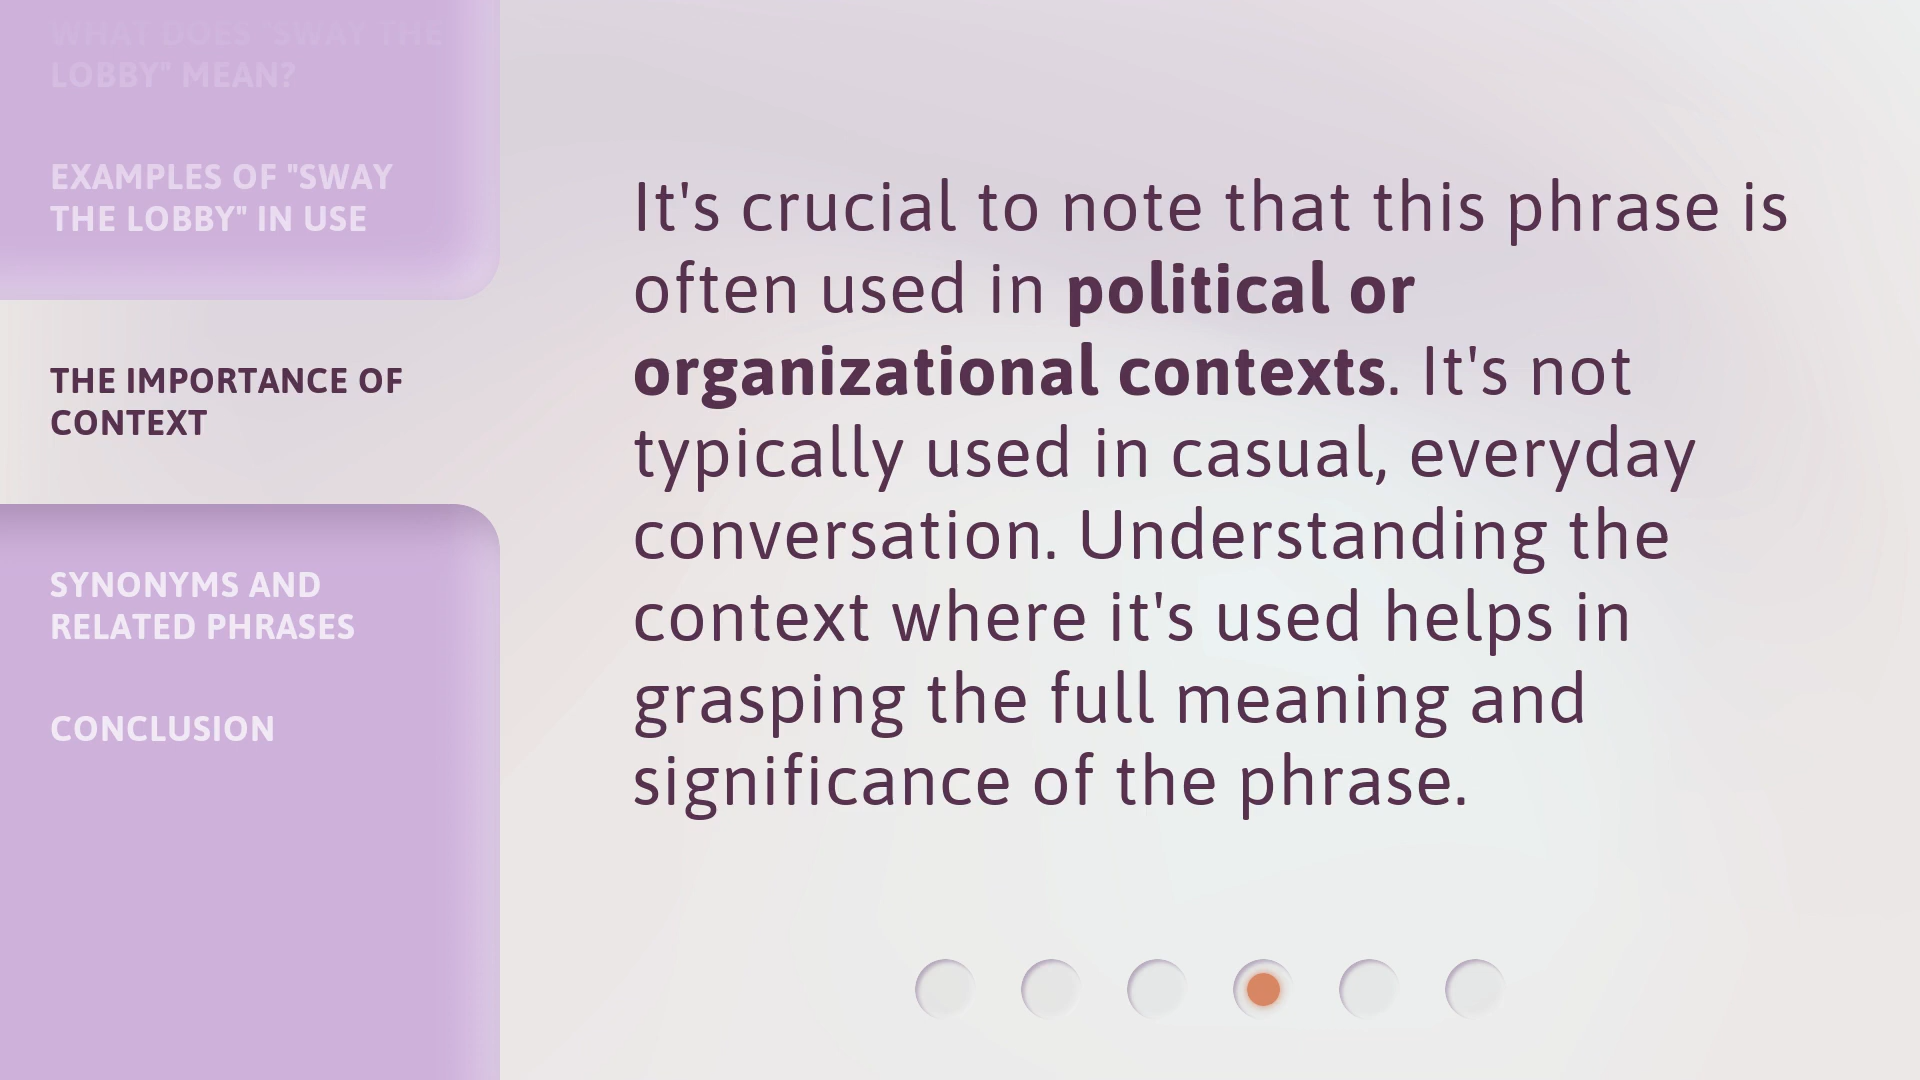 WHAT DOES "SWAY THE
LOBBY" MEAN?
EXAMPLES OF "SWAY
THE LOBBY" IN USE
THE IMPORTANCE OF
CONTEXT
SYNONYMS AND
RELATED PHRASES
CONCLUSION
It's crucial to note that this phrase is
often used in political or
organizational contexts. It's not
typically used in casual, everyday
conversation. Understanding the
context where it's used helps in
grasping the full meaning and
significance of the phrase.